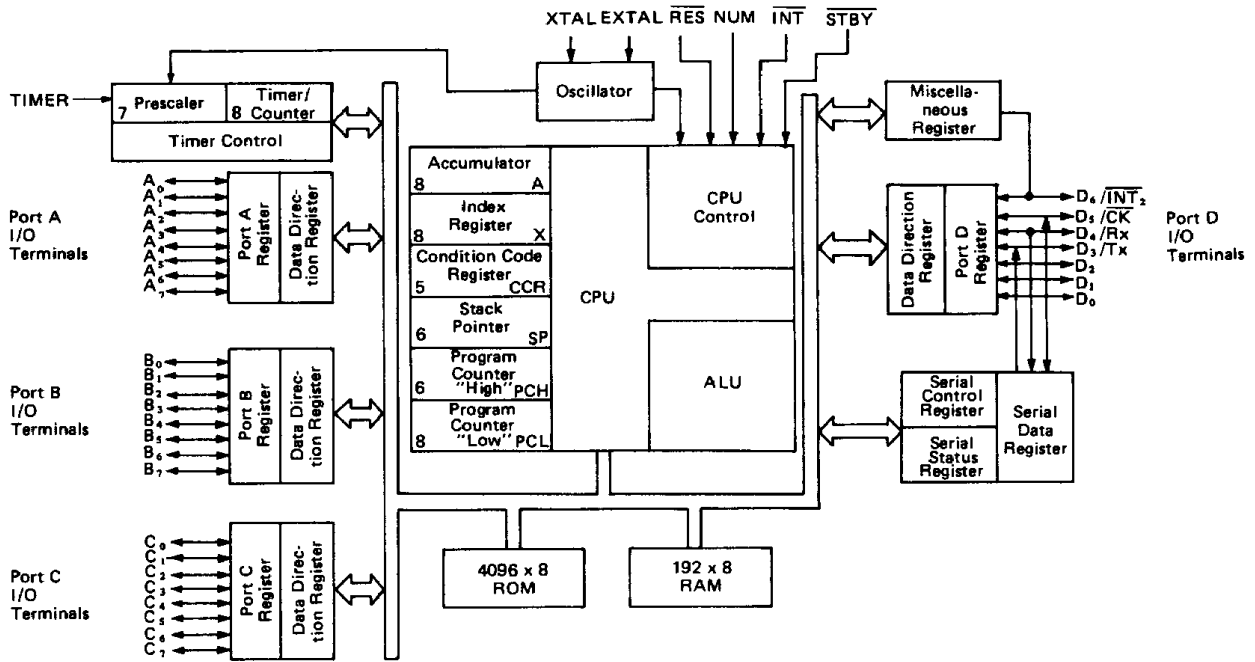 XTAL EXTAL RES NUM INT STBY
TIMER
7 Prescaler
8 Timer/
Counter
Timer Control
Oscillator
Miscella-
neous
Register
Port A
I/O
Terminals
A₀
A₁
A₂
A₃
A₄
A₅
A₆
A₇
Port A
Register
Data Direc-
tion Register
Accumulator
8 A
Index
Register
8 X
Condition Code
Register
5 CCR
Stack
Pointer
6 SP
Program
Counter
6 "High" PCH
Program
Counter
8 "Low" PCL
CPU
CPU
Control
ALU
Data Direction
Register
Port D
Register
D₆/INT₂
D₅/CK
D₄/Rx
D₃/Tx
D₂
D₁
D₀
Port D
I/O
Terminals
Port B
I/O
Terminals
B₀
B₁
B₂
B₃
B₄
B₅
B₆
B₇
Port B
Register
Data Direc-
tion Register
Serial
Control
Register
Serial
Status
Register
Serial
Data
Register
Port C
I/O
Terminals
C₀
C₁
C₂
C₃
C₄
C₅
C₆
C₇
Port C
Register
Data Direc-
tion Register
4096 x 8
ROM
192 x 8
RAM